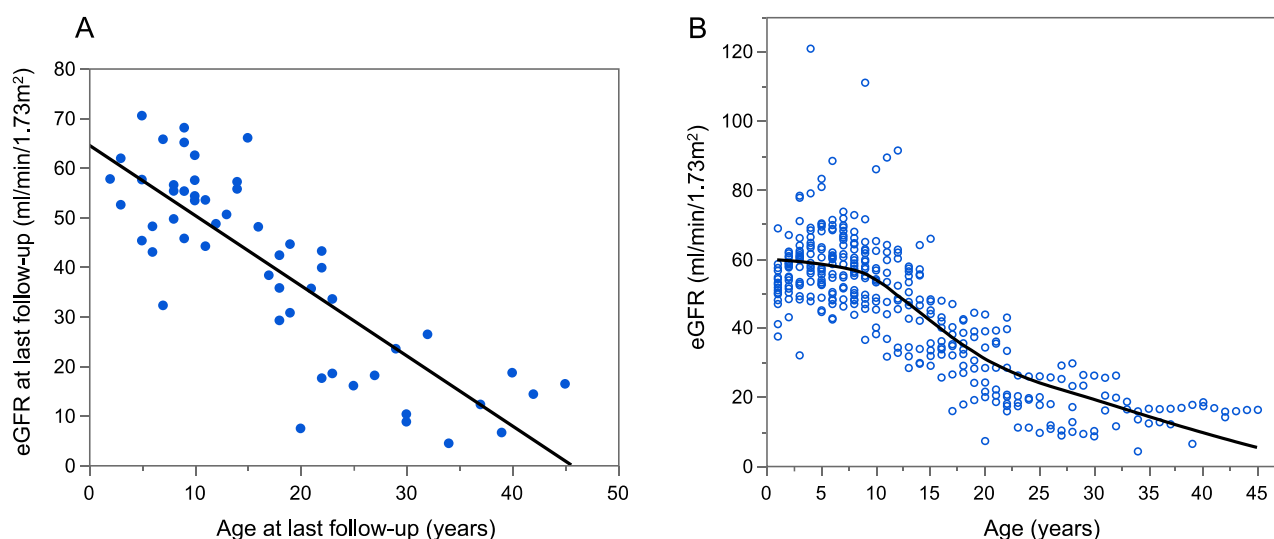 A
eGFR at last follow-up (ml/min/1.73m²)
80
70
60
50
40
30
20
10
0
0 10 20 30 40 50
Age at last follow-up (years)
B
eGFR (ml/min/1.73m²)
120
100
80
60
40
20
0
0 5 10 15 20 25 30 35 40 45
Age (years)